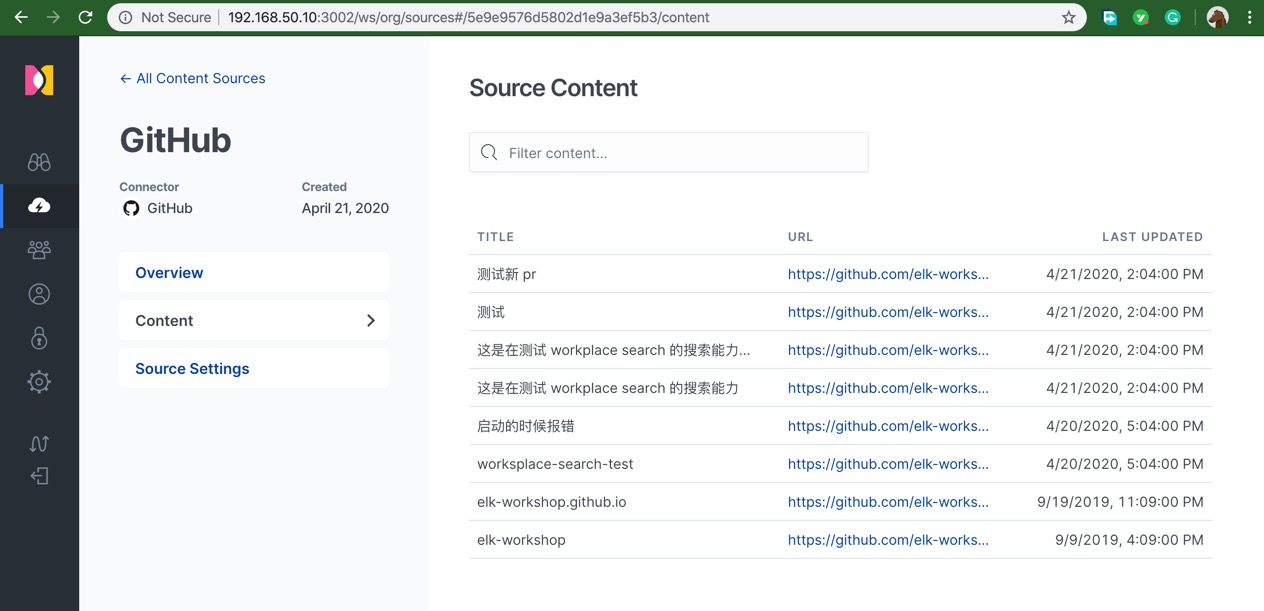 Not Secure | 192.168.50.10:3002/ws/org/sources#/5e9e9576d5802d1e9a3ef5b3/content
← All Content Sources
GitHub
Connector Created
GitHub April 21, 2020
Overview
Content
Source Settings
Source Content
Filter content...
TITLE URL LAST UPDATED
测试新 pr https://github.com/elk-works... 4/21/2020, 2:04:00 PM
测试 https://github.com/elk-works... 4/21/2020, 2:04:00 PM
这是在测试 workplace search 的搜索能力... https://github.com/elk-works... 4/21/2020, 2:04:00 PM
这是在测试 workplace search 的搜索能力 https://github.com/elk-works... 4/21/2020, 2:04:00 PM
启动的时候报错 https://github.com/elk-works... 4/20/2020, 5:04:00 PM
worksplace-search-test https://github.com/elk-works... 4/20/2020, 5:04:00 PM
elk-workshop.github.io https://github.com/elk-works... 9/19/2019, 11:09:00 PM
elk-workshop https://github.com/elk-works... 9/9/2019, 4:09:00 PM